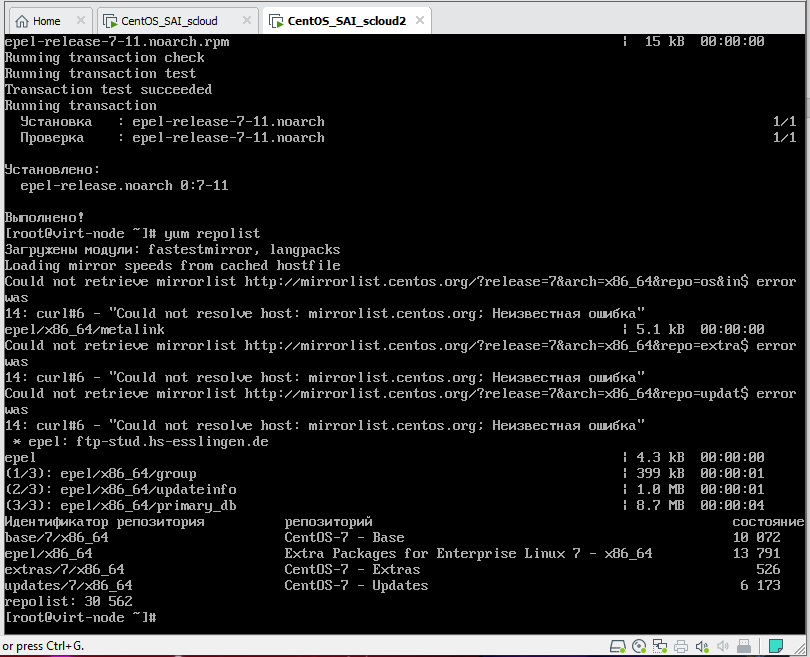 Home
CentOS_SAI_scloud
CentOS_SAI_scloud2
epel-release-7-11.noarch.rpm | 15 kB 00:00:00
Running transaction check
Running transaction test
Transaction test succeeded
Running transaction
Установка : epel-release-7-11.noarch 1/1
Проверка : epel-release-7-11.noarch 1/1
Установлено:
epel-release.noarch 0:7-11
Выполнено!
[root@virt-node ~]# yum repolist
Загружены модули: fastestmirror, langpacks
Loading mirror speeds from cached hostfile
Could not retrieve mirrorlist http://mirrorlist.centos.org/?release=7&arch=x86_64&repo=os&in$ error
was
14: curl#6 - "Could not resolve host: mirrorlist.centos.org; Неизвестная ошибка"
epel/x86_64/metalink | 5.1 kB 00:00:00
Could not retrieve mirrorlist http://mirrorlist.centos.org/?release=7&arch=x86_64&repo=extra$ error
was
14: curl#6 - "Could not resolve host: mirrorlist.centos.org; Неизвестная ошибка"
Could not retrieve mirrorlist http://mirrorlist.centos.org/?release=7&arch=x86_64&repo=updat$ error
was
14: curl#6 - "Could not resolve host: mirrorlist.centos.org; Неизвестная ошибка"
* epel: ftp-stud.hs-esslingen.de
epel | 4.3 kB 00:00:00
(1/3): epel/x86_64/group | 399 kB 00:00:01
(2/3): epel/x86_64/updateinfo | 1.0 MB 00:00:01
(3/3): epel/x86_64/primary_db | 8.7 MB 00:00:04
Идентификатор репозитория репозиторий состояние
base/7/x86_64 CentOS-7 - Base 10 072
epel/x86_64 Extra Packages for Enterprise Linux 7 - x86_64 13 791
extras/7/x86_64 CentOS-7 - Extras 526
updates/7/x86_64 CentOS-7 - Updates 6 173
repolist: 30 562
[root@virt-node ~]#
or press Ctrl+G.